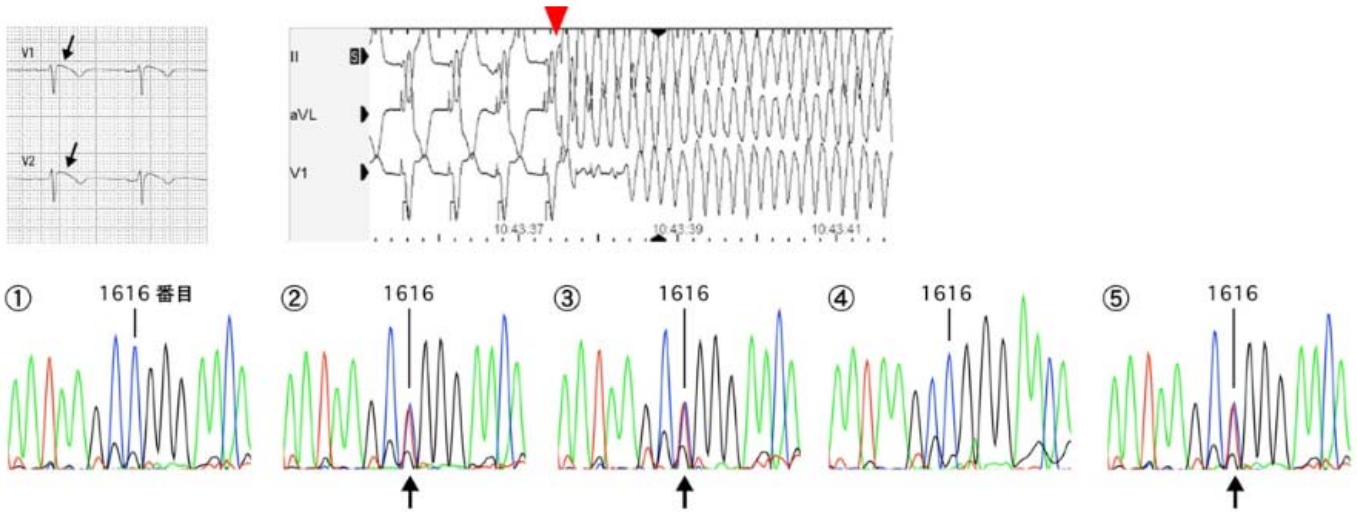 V1
V2
II
S
aVL
V1
10:43:37
10:43:39
10:43:41
① 1616 番目
② 1616
③ 1616
④ 1616
⑤ 1616